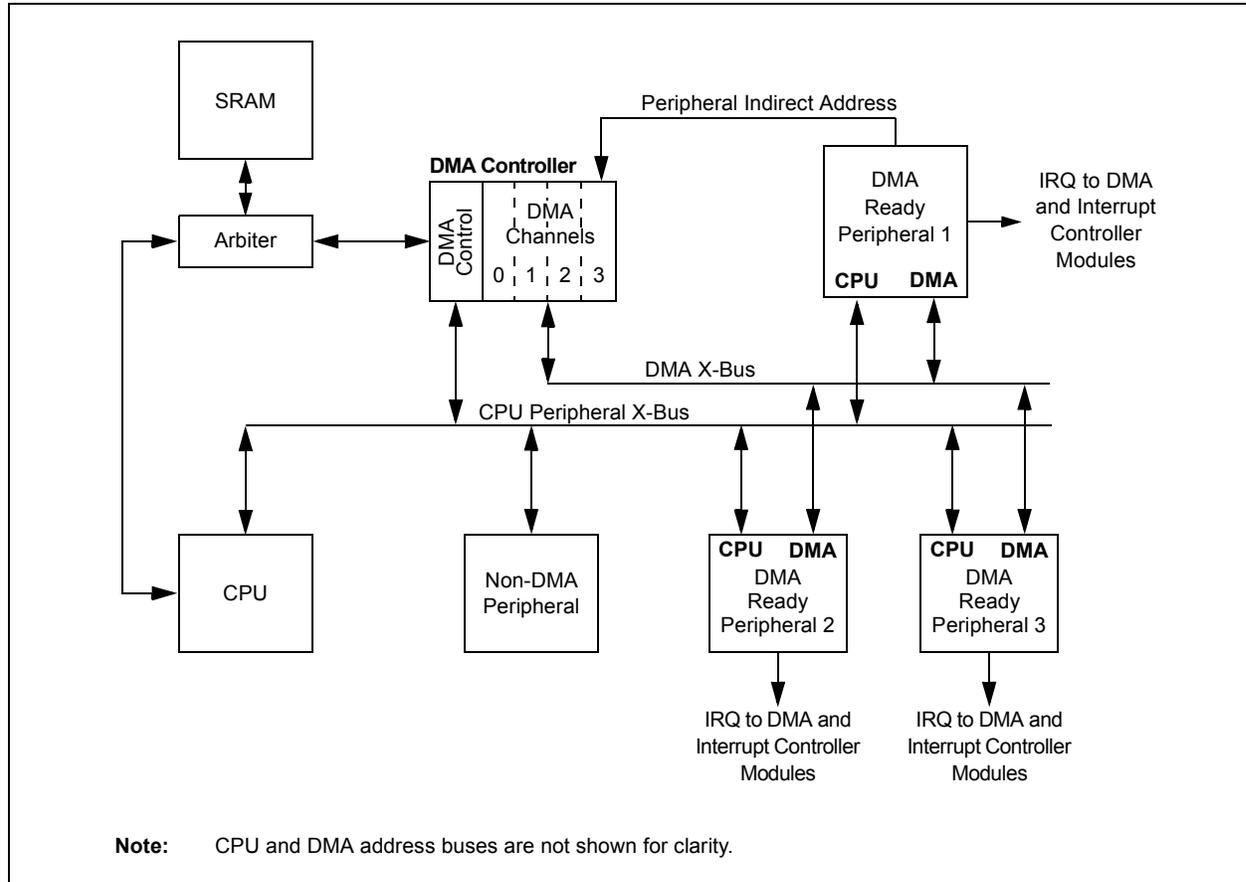 SRAM
Peripheral Indirect Address
DMA Controller
DMA
Ready
Peripheral 1
CPU DMA
IRQ to DMA
and Interrupt
Controller
Modules
Arbiter
DMA
Control
DMA
Channels
0 1 2 3
DMA X-Bus
CPU Peripheral X-Bus
CPU
Non-DMA
Peripheral
CPU DMA
DMA
Ready
Peripheral 2
CPU DMA
DMA
Ready
Peripheral 3
IRQ to DMA and
Interrupt Controller
Modules
IRQ to DMA and
Interrupt Controller
Modules
Note: CPU and DMA address buses are not shown for clarity.